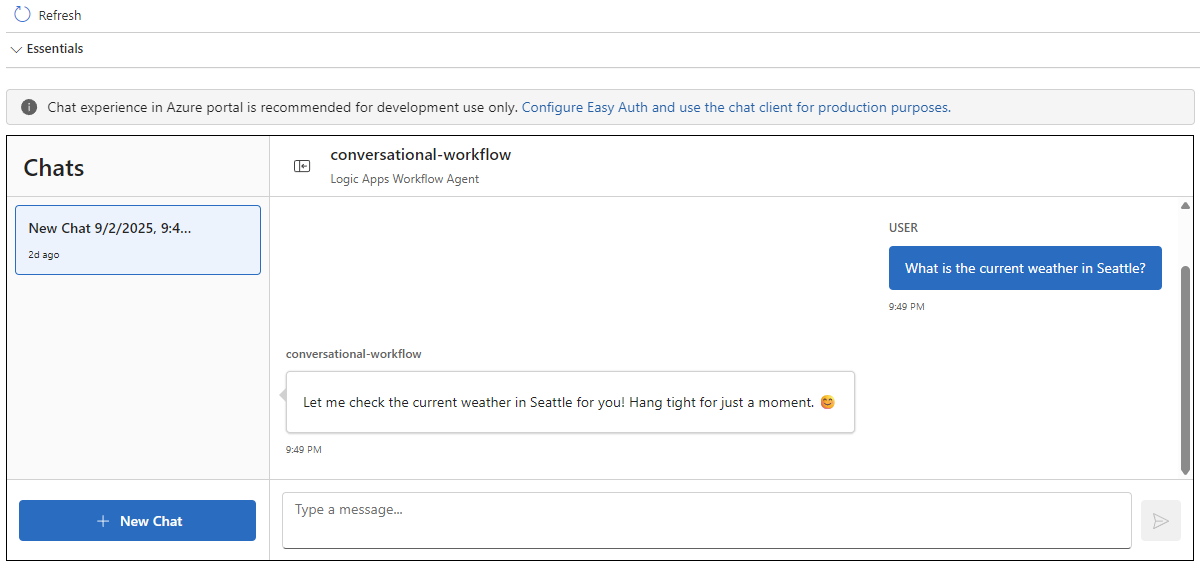 Refresh
Essentials
Chat experience in Azure portal is recommended for development use only. Configure Easy Auth and use the chat client for production purposes.
Chats
New Chat 9/2/2025, 9:4...
2d ago
New Chat
conversational-workflow
Logic Apps Workflow Agent
USER
What is the current weather in Seattle?
9:49 PM
conversational-workflow
Let me check the current weather in Seattle for you! Hang tight for just a moment. 😊
9:49 PM
Type a message...